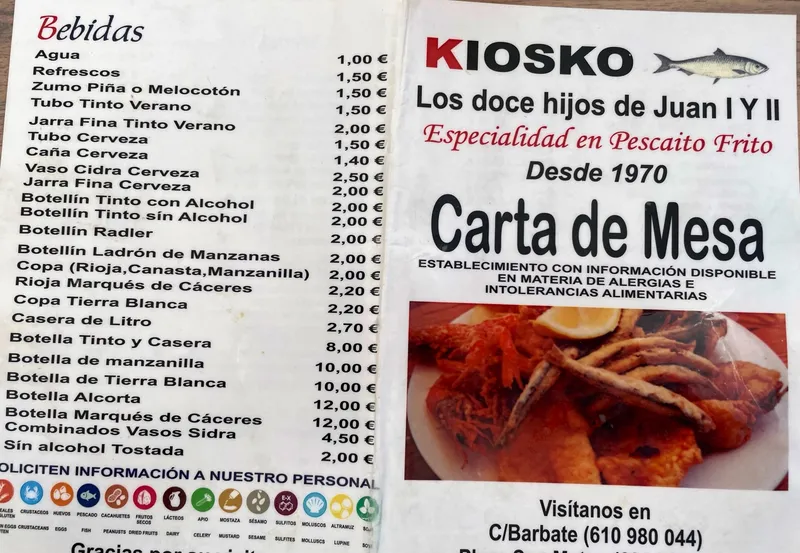 Bebidas
Agua 1,00 €
Refrescos 1,50 €
Zumo Piña o Melocotón 1,50 €
Tubo Tinto Verano 1,50 €
Jarra Fina Tinto Verano 2,00 €
Tubo Cerveza 1,50 €
Caña Cerveza 1,40 €
Vaso Cidra Cerveza 2,50 €
Jarra Fina Cerveza 2,00 €
Botellín Tinto con Alcohol 2,00 €
Botellín Tinto sín Alcohol 2,00 €
Botellín Radler 2,00 €
Botellín Ladrón de Manzanas 2,00 €
Copa (Rioja,Canasta,Manzanilla) 2,00 €
Rioja Marqués de Cáceres 2,20 €
Copa Tierra Blanca 2,20 €
Casera de Litro 2,70 €
Botella Tinto y Casera 8,00 €
Botella de manzanilla 10,00 €
Botella de Tierra Blanca 10,00 €
Botella Alcorta 12,00 €
Botella Marqués de Cáceres 12,00 €
Combinados Vasos Sidra 4,50 €
Sín alcohol Tostada 2,00 €
OLICITEN INFORMACIÓN A NUESTRO PERSONAL
CRUSTACEOS HUEVOS PESCADO CACAHUETES FRUTOS SECOS LÁCTEOS APIO MOSTAZA SÉSAMO SULFITOS MOLUSCOS ALTRAMUZ
CRUSTACEANS EGGS FISH PEANUTS DRIED FRUITS DAIRY CELERY MUSTARD SESAME SULFITES MOLLUSCS LUPINE
KIOSKO
Los doce hijos de Juan I Y II
Especialidad en Pescaito Frito
Desde 1970
Carta de Mesa
ESTABLECIMIENTO CON INFORMACIÓN DISPONIBLE
EN MATERIA DE ALERGIAS E
INTOLERANCIAS ALIMENTARIAS
Visítanos en
C/Barbate (610 980 044)